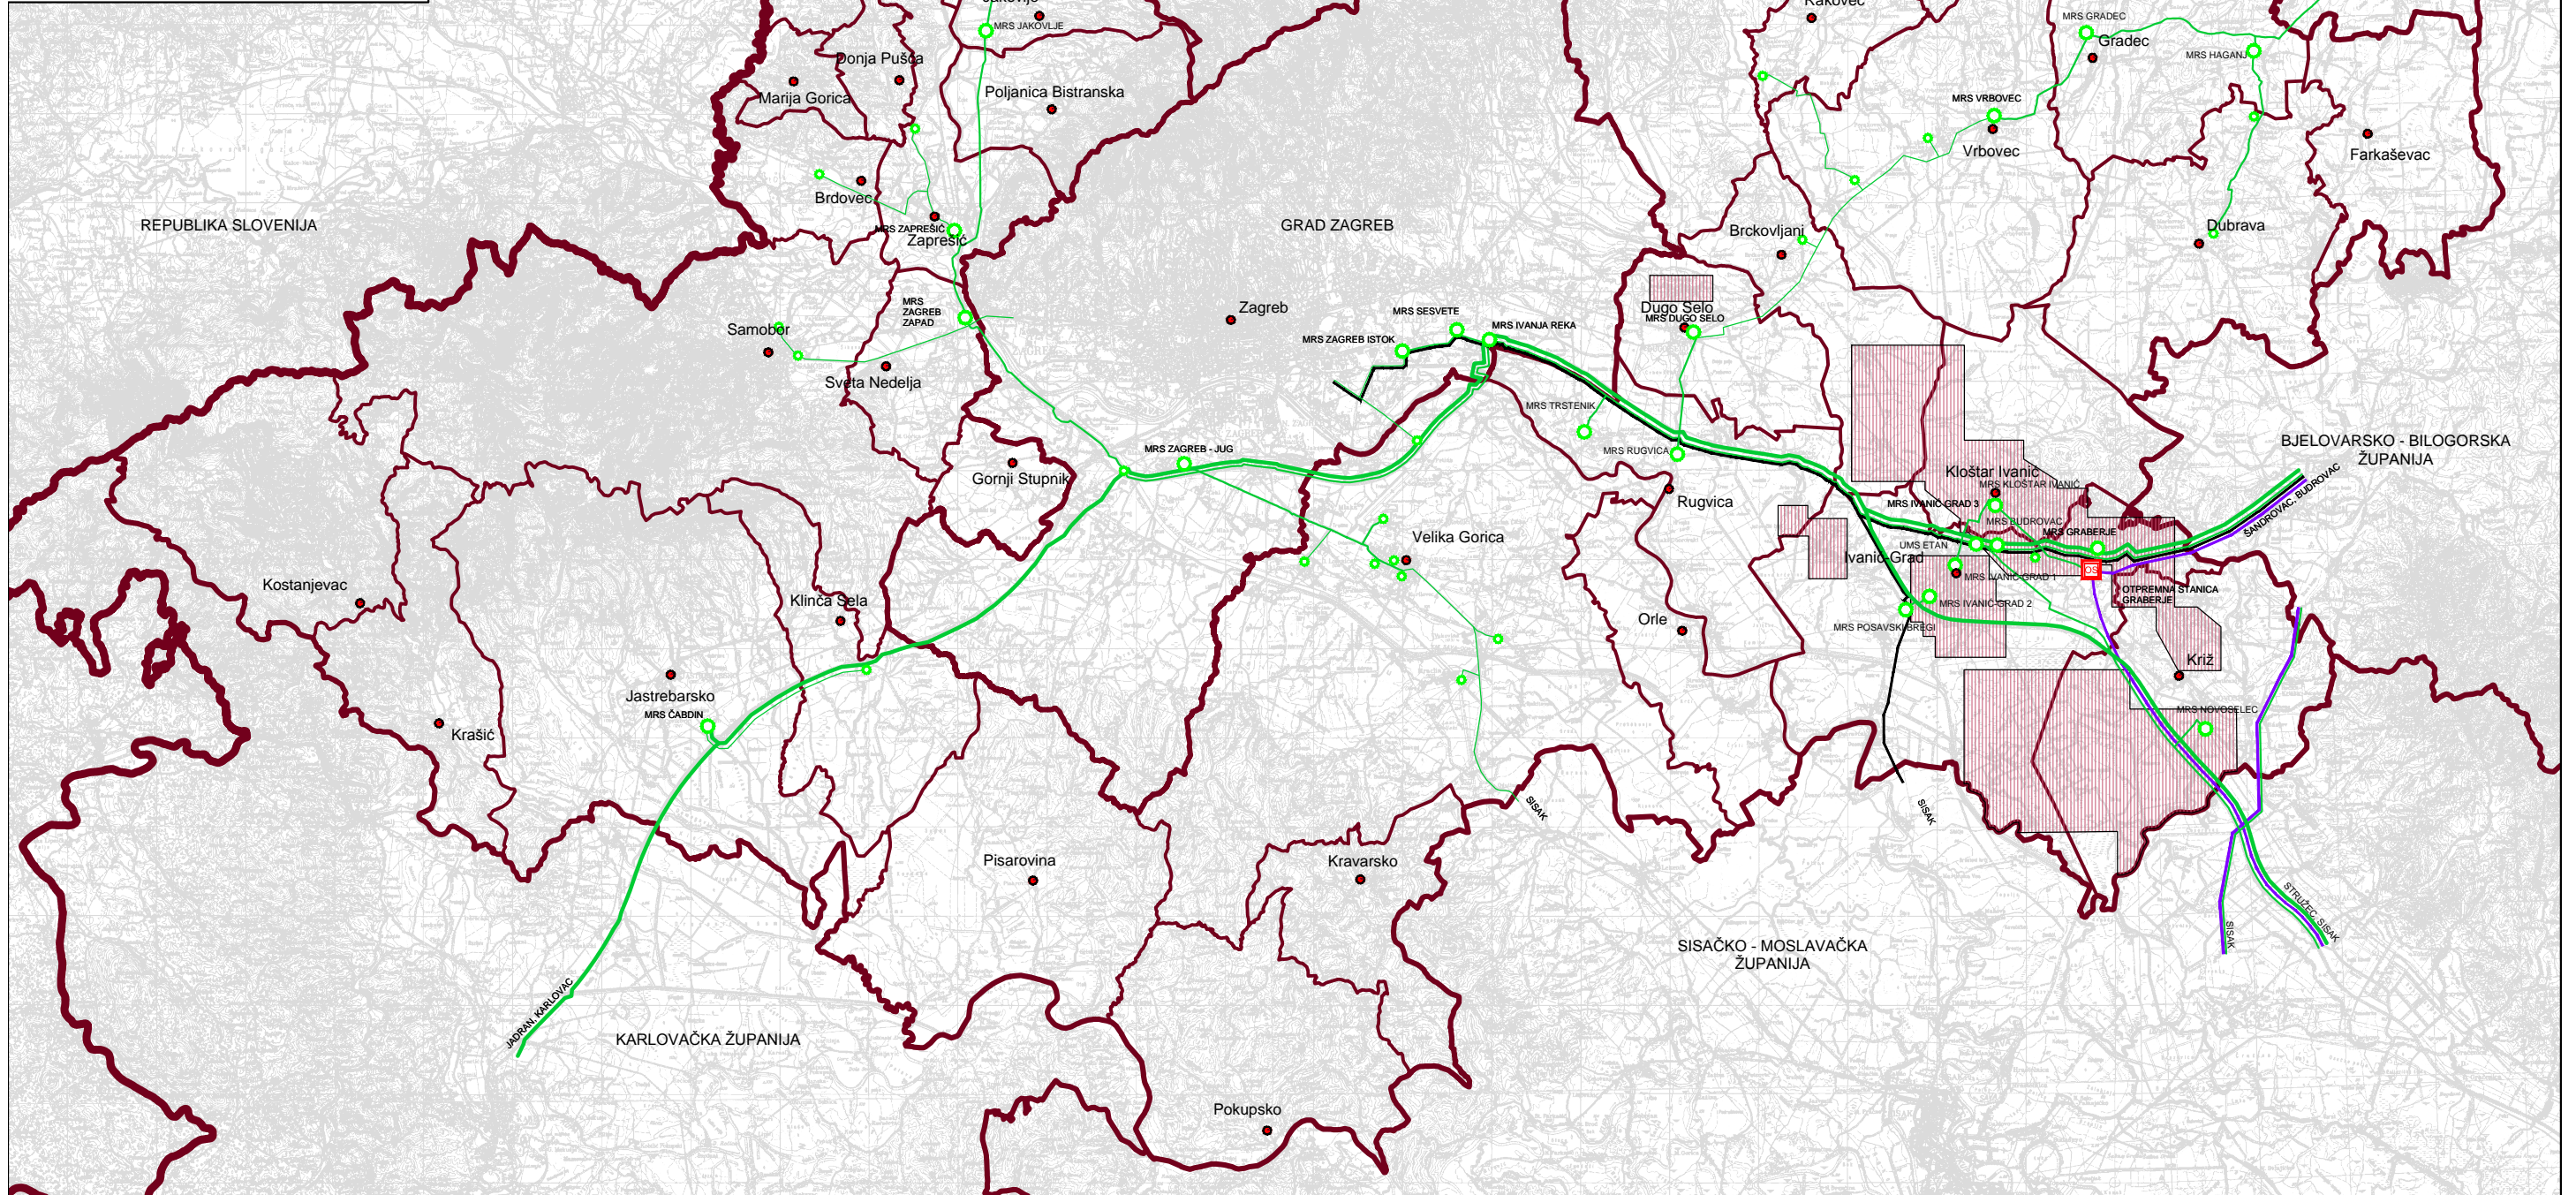 Jakovlje
MRS JAKOVLJE
Rakovec
MRS GRADEC
Gradec
MRS HAGANJ
Donja Pušća
Marija Gorica
Poljanica Bistranska
MRS VRBOVEC
Vrbovec
Farkaševac
Brdovec
REPUBLIKA SLOVENIJA
MRS ZAPREŠIĆ
Zaprešić
GRAD ZAGREB
Brckovljani
Dubrava
MRS
ZAGREB
ZAPAD
Samobor
Zagreb
MRS SESVETE
MRS IVANJA REKA
MRS ZAGREB ISTOK
Dugo Selo
MRS DUGO SELO
Sveta Nedelja
MRS TRSTENIK
MRS ZAGREB - JUG
MRS RUGVICA
BJELOVARSKO - BILOGORSKA
ŽUPANIJA
Gornji Stupnik
Kloštar Ivanić
MRS KLOŠTAR IVANIĆ
Rugvica
MRS IVANIĆ-GRAD 3
MRS BUDROVAC
MRS GRABERJE
ŠANDROVAC, BUDROVAC
Velika Gorica
UMS ETAN
Ivanić-Grad
MRS IVANIĆ-GRAD 1
OS
OTPREMNA STANICA
GRABERJE
Kostanjevac
Klinča Sela
MRS IVANIĆ-GRAD 2
Orle
MRS POSAVSKI BREGI
Križ
Jastrebarsko
MRS ČABDIN
MRS NOVOSELEC
Krašić
SISAK
SISAK
Pisarovina
Kravarsko
STRUŽEC, SISAK
SISAK
SISAČKO - MOSLAVAČKA
ŽUPANIJA
JADRAN, KARLOVAC
KARLOVAČKA ŽUPANIJA
Pokupsko